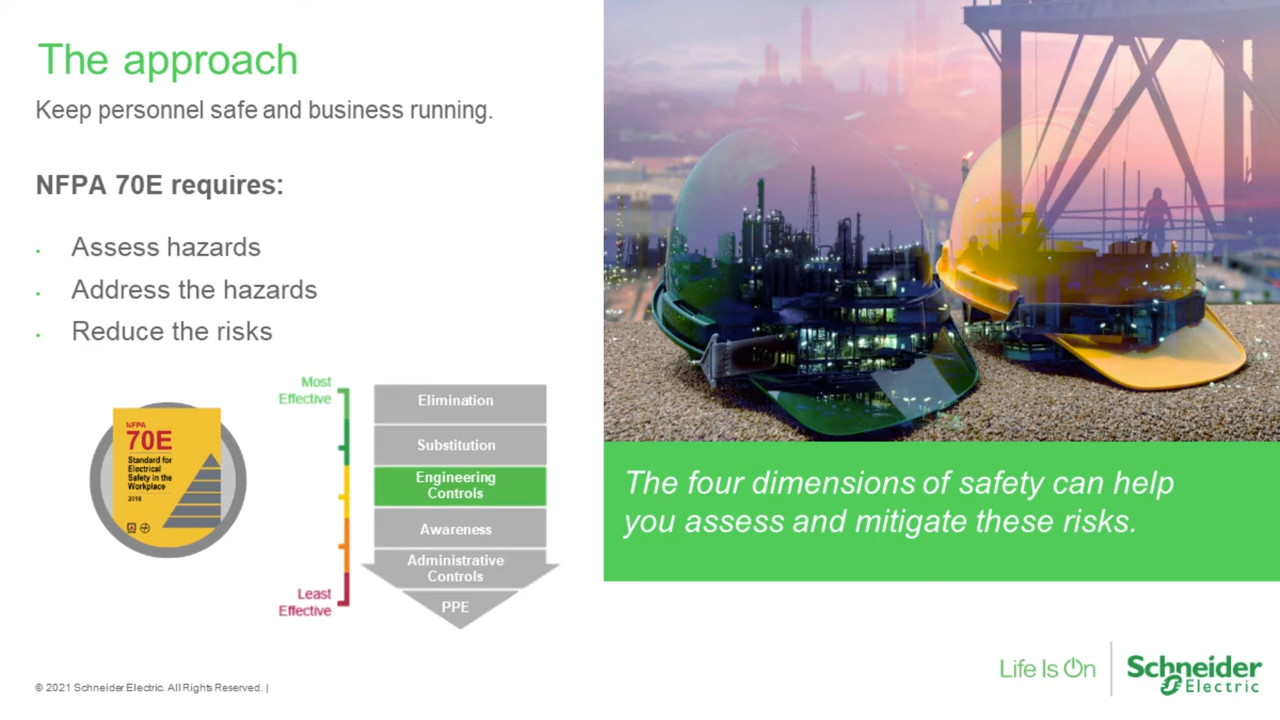 The approach
Keep personnel safe and business running.
NFPA 70E requires:
Assess hazards
Address the hazards
Reduce the risks
NFPA
70E
Standard for
Electrical
Safety in the
Workplace
2018
Most
Effective
Least
Effective
Elimination
Substitution
Engineering
Controls
Awareness
Administrative
Controls
PPE
The four dimensions of safety can help
you assess and mitigate these risks.
© 2021 Schneider Electric. All Rights Reserved. |
Life Is On
Schneider
Electric